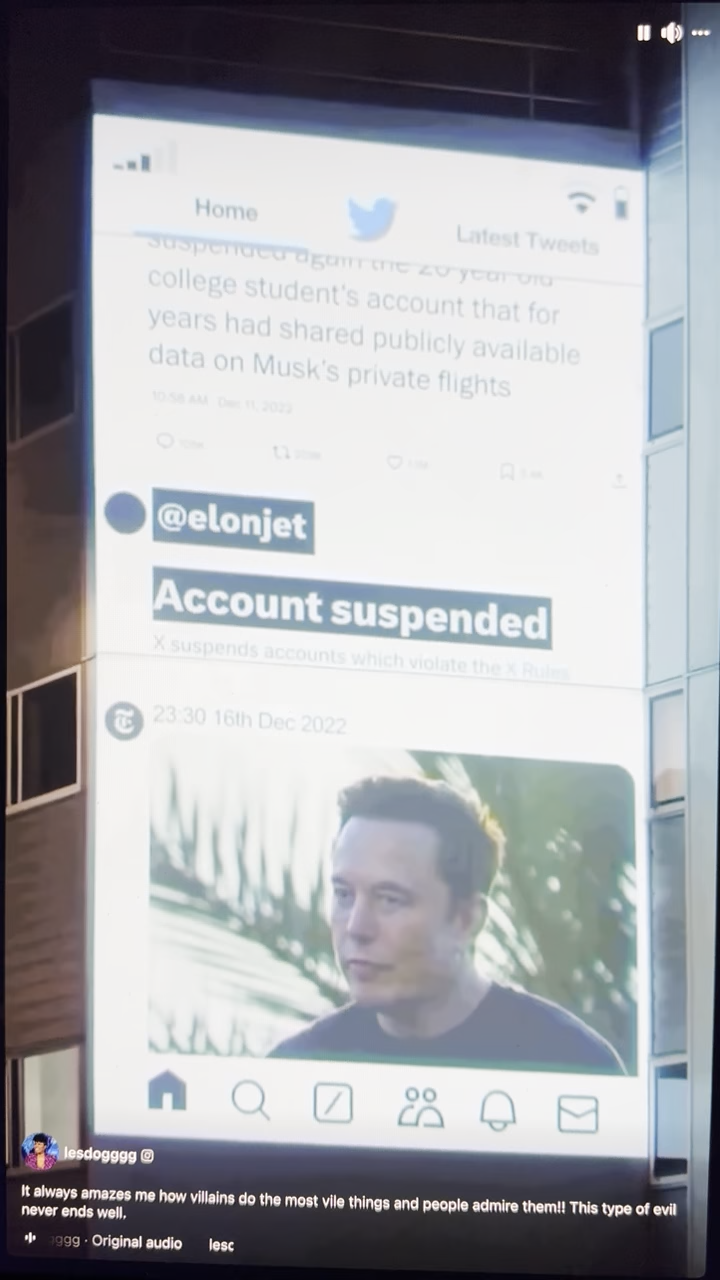 Home
Latest Tweets
suspended again the 20 year old
college student's account that for
years had shared publicly available
data on Musk's private flights
10:58 AM Dec 11, 2022
@elonjet
Account suspended
X suspends accounts which violate the X Rules
23:30 16th Dec 2022
lesdogggg
It always amazes me how villains do the most vile things and people admire them!! This type of evil
never ends well.
ggg · Original audio
lesc